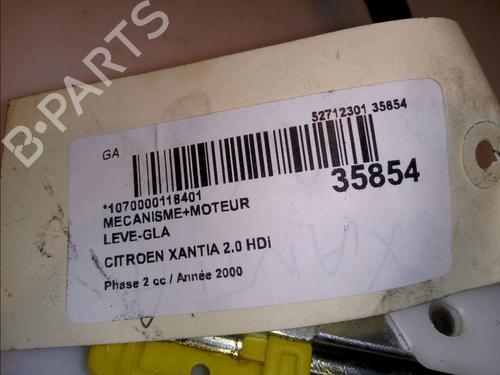 B-PARTS
GA
52712301 35854
35854
*1070000118401
MECANISME+MOTEUR
LEVE-GLA
CITROEN XANTIA 2.0 HDi
Phase 2 cc / Année 2000